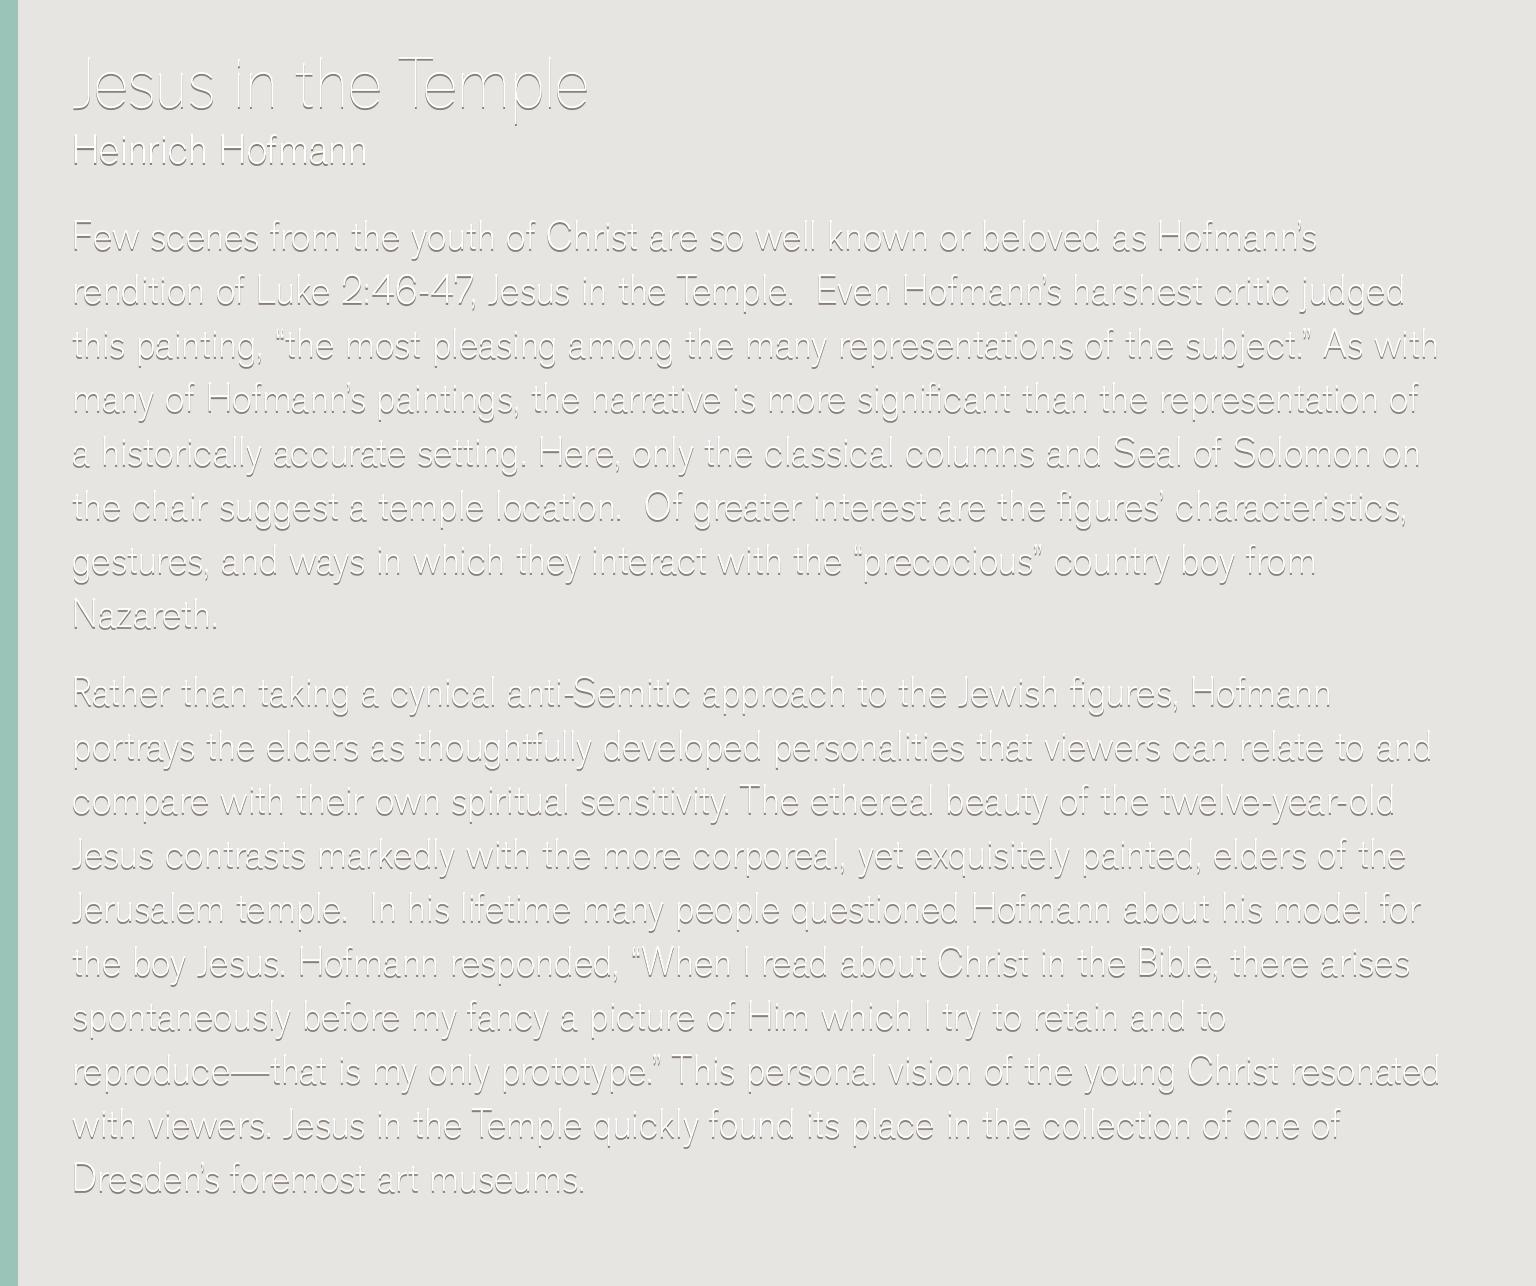 Jesus in the Temple
Heinrich Hofmann
Few scenes from the youth of Christ are so well known or beloved as Hofmann's
rendition of Luke 2:46-47, Jesus in the Temple.  Even Hofmann's harshest critic judged
this painting, “the most pleasing among the many representations of the subject.” As with
many of Hofmann's paintings, the narrative is more significant than the representation of
a historically accurate setting. Here, only the classical columns and Seal of Solomon on
the chair suggest a temple location.  Of greater interest are the figures’ characteristics,
gestures, and ways in which they interact with the “precocious” country boy from
Nazareth.
Rather than taking a cynical anti-Semitic approach to the Jewish figures, Hofmann
portrays the elders as thoughtfully developed personalities that viewers can relate to and
compare with their own spiritual sensitivity. The ethereal beauty of the twelve-year-old
Jesus contrasts markedly with the more corporeal, yet exquisitely painted, elders of the
Jerusalem temple.  In his lifetime many people questioned Hofmann about his model for
the boy Jesus. Hofmann responded, “When I read about Christ in the Bible, there arises
spontaneously before my fancy a picture of Him which I try to retain and to
reproduce—that is my only prototype.” This personal vision of the young Christ resonated
with viewers. Jesus in the Temple quickly found its place in the collection of one of
Dresden's foremost art museums.